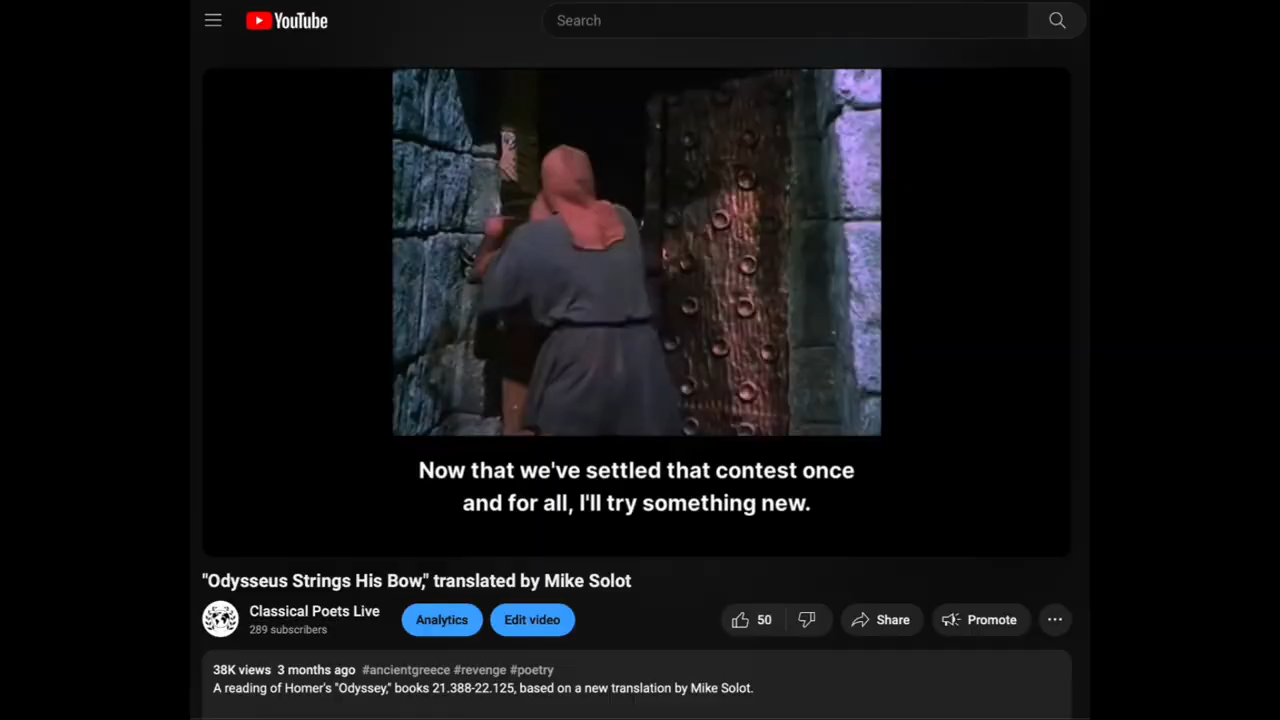 YouTube
Search
Now that we've settled that contest once
and for all, I'll try something new.
"Odysseus Strings His Bow," translated by Mike Solot
Classical Poets Live
289 subscribers
Analytics
Edit video
50
Share
Promote
38K views 3 months ago #ancientgreece #revenge #poetry
A reading of Homer's "Odyssey," books 21.388-22.125, based on a new translation by Mike Solot.